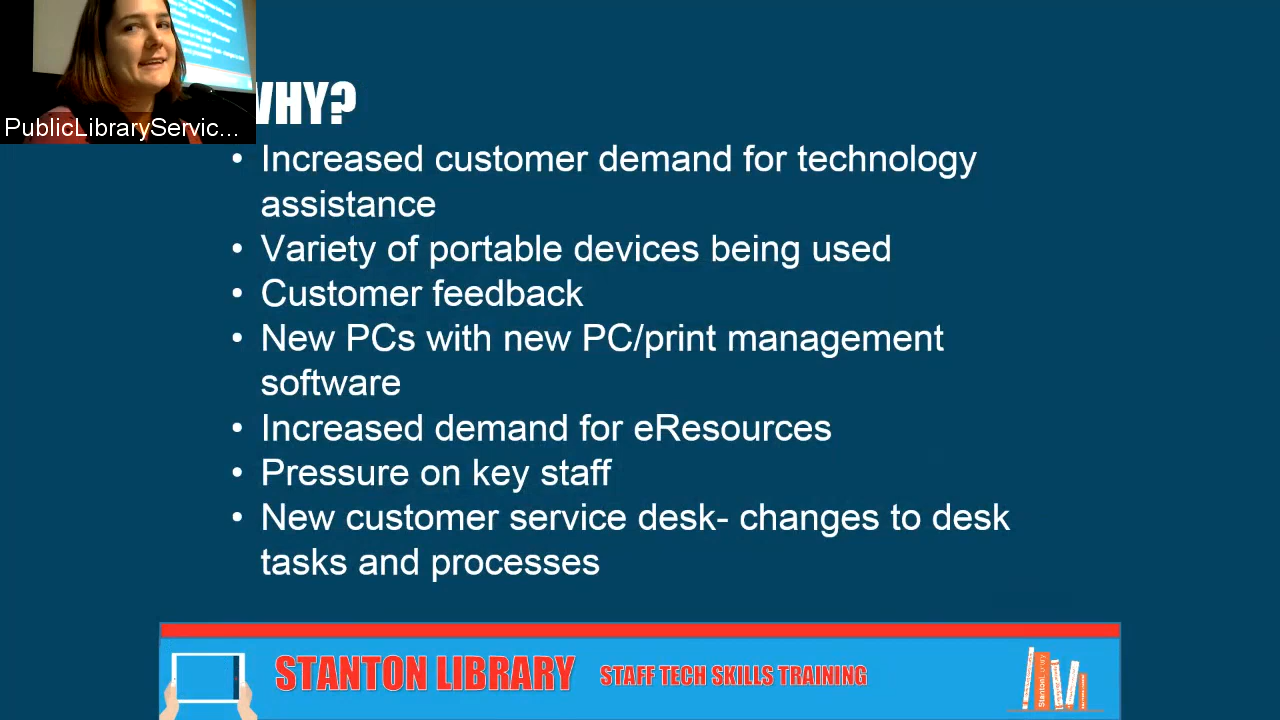 WHY?
PublicLibraryServic...
• Increased customer demand for technology
assistance
• Variety of portable devices being used
• Customer feedback
• New PCs with new PC/print management
software
• Increased demand for eResources
• Pressure on key staff
• New customer service desk- changes to desk
tasks and processes
STANTON LIBRARY STAFF TECH SKILLS TRAINING